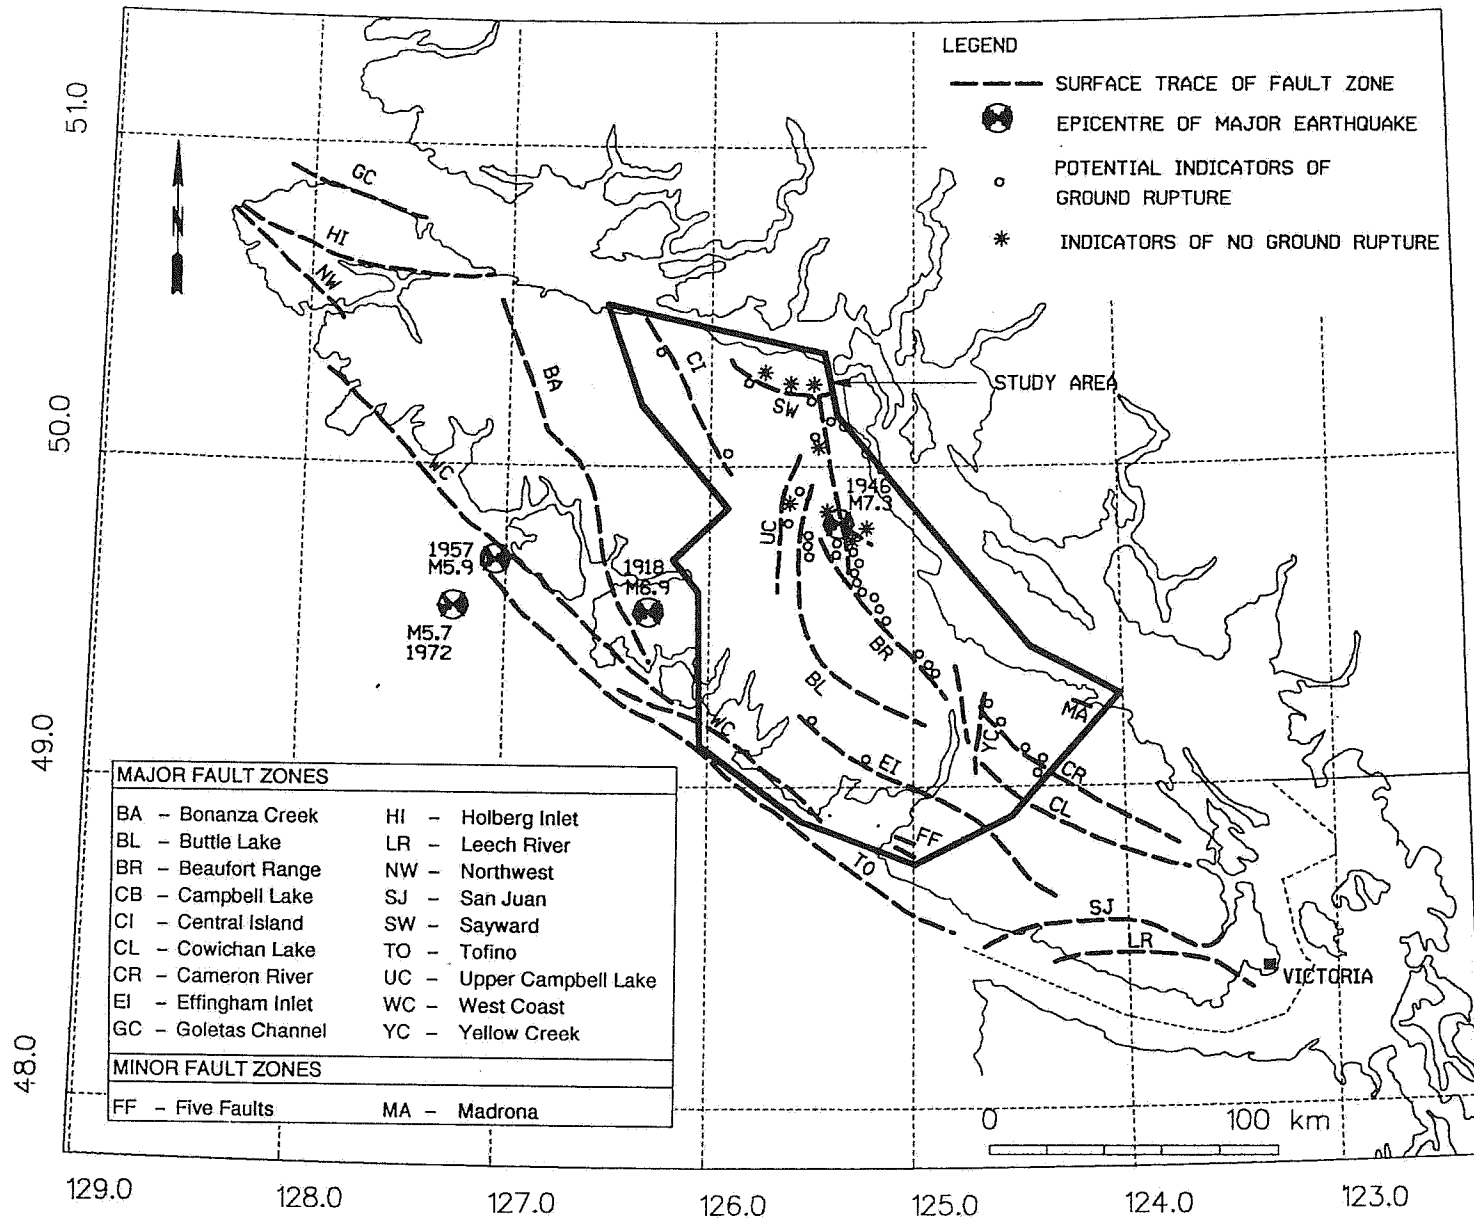 LEGEND
SURFACE TRACE OF FAULT ZONE
EPICENTRE OF MAJOR EARTHQUAKE
POTENTIAL INDICATORS OF
GROUND RUPTURE
INDICATORS OF NO GROUND RUPTURE
51.0
50.0
49.0
48.0
N
GC
HI
NW
BA
CI
SW
STUDY AREA
WC
1946
M7.3
UC
1957
M5.9
1918
M6.9
M5.7
1972
BR
BL
MA
WC
YC
EI
CR
CL
FF
TO
SJ
LR
VICTORIA
MAJOR FAULT ZONES
BA – Bonanza Creek HI – Holberg Inlet
BL – Buttle Lake LR – Leech River
BR – Beaufort Range NW – Northwest
CB – Campbell Lake SJ – San Juan
CI – Central Island SW – Sayward
CL – Cowichan Lake TO – Tofino
CR – Cameron River UC – Upper Campbell Lake
EI – Effingham Inlet WC – West Coast
GC – Goletas Channel YC – Yellow Creek
MINOR FAULT ZONES
FF – Five Faults MA – Madrona
0 100 km
129.0 128.0 127.0 126.0 125.0 124.0 123.0